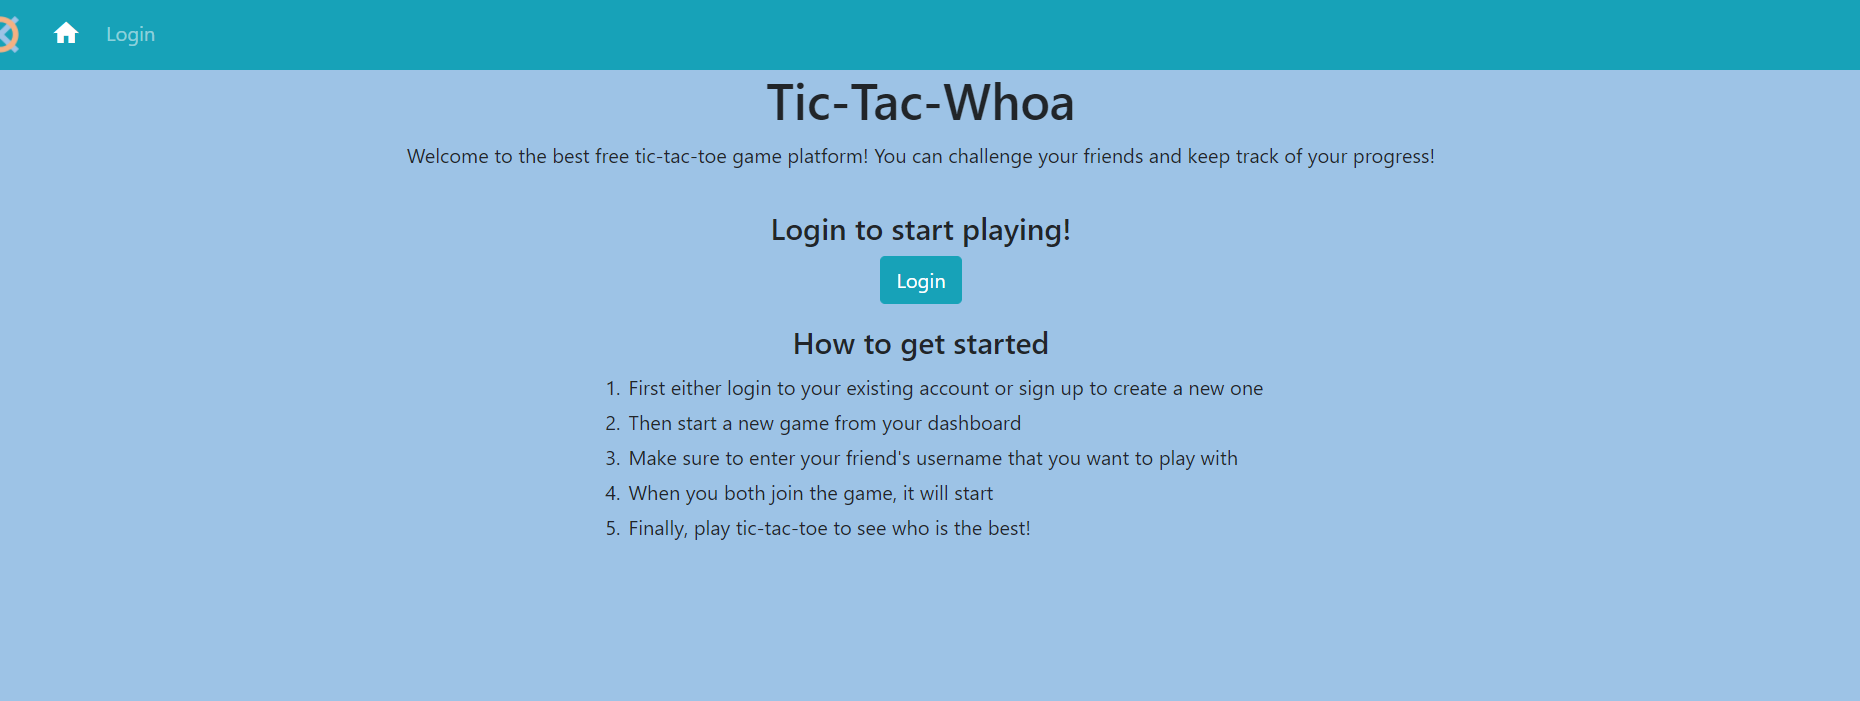 Login
Tic-Tac-Whoa
Welcome to the best free tic-tac-toe game platform! You can challenge your friends and keep track of your progress!
Login to start playing!
Login
How to get started
1. First either login to your existing account or sign up to create a new one
2. Then start a new game from your dashboard
3. Make sure to enter your friend's username that you want to play with
4. When you both join the game, it will start
5. Finally, play tic-tac-toe to see who is the best!